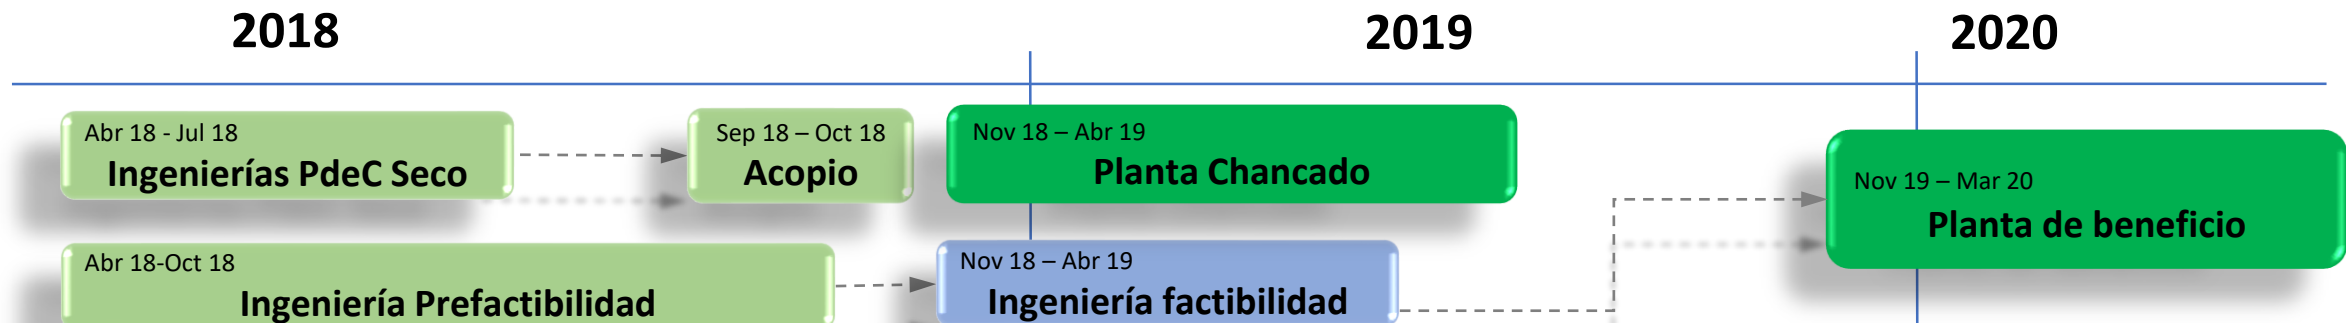 2018
2019
2020
Abr 18 - Jul 18
Ingenierías PdeC Seco
Sep 18 – Oct 18
Acopio
Nov 18 – Abr 19
Planta Chancado
Nov 19 – Mar 20
Planta de beneficio
Abr 18-Oct 18
Ingeniería Prefactibilidad
Nov 18 – Abr 19
Ingeniería factibilidad